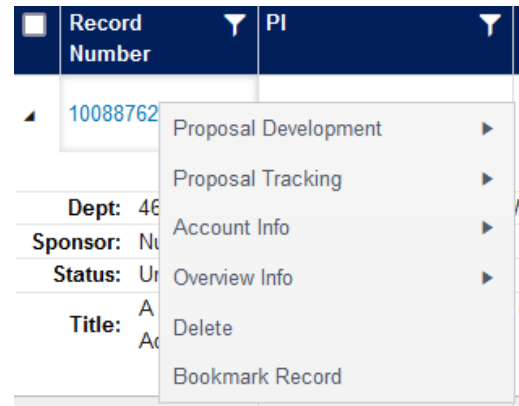 Record PI
Number
10088762
Proposal Development
Proposal Tracking
Dept: 46
Account Info
Sponsor:
Status:
Overview Info
Title: A
Delete
Bookmark Record